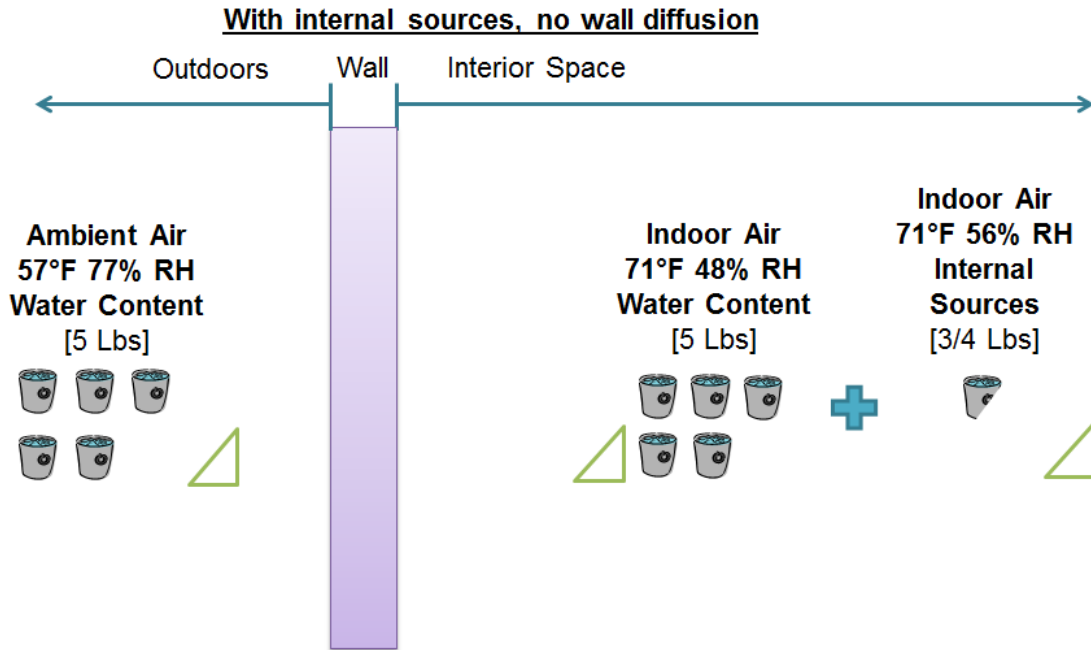 With internal sources, no wall diffusion
Outdoors
Wall
Interior Space
Ambient Air
57°F 77% RH
Water Content
[5 Lbs]
Indoor Air
71°F 48% RH
Water Content
[5 Lbs]
Indoor Air
71°F 56% RH
Internal
Sources
[3/4 Lbs]